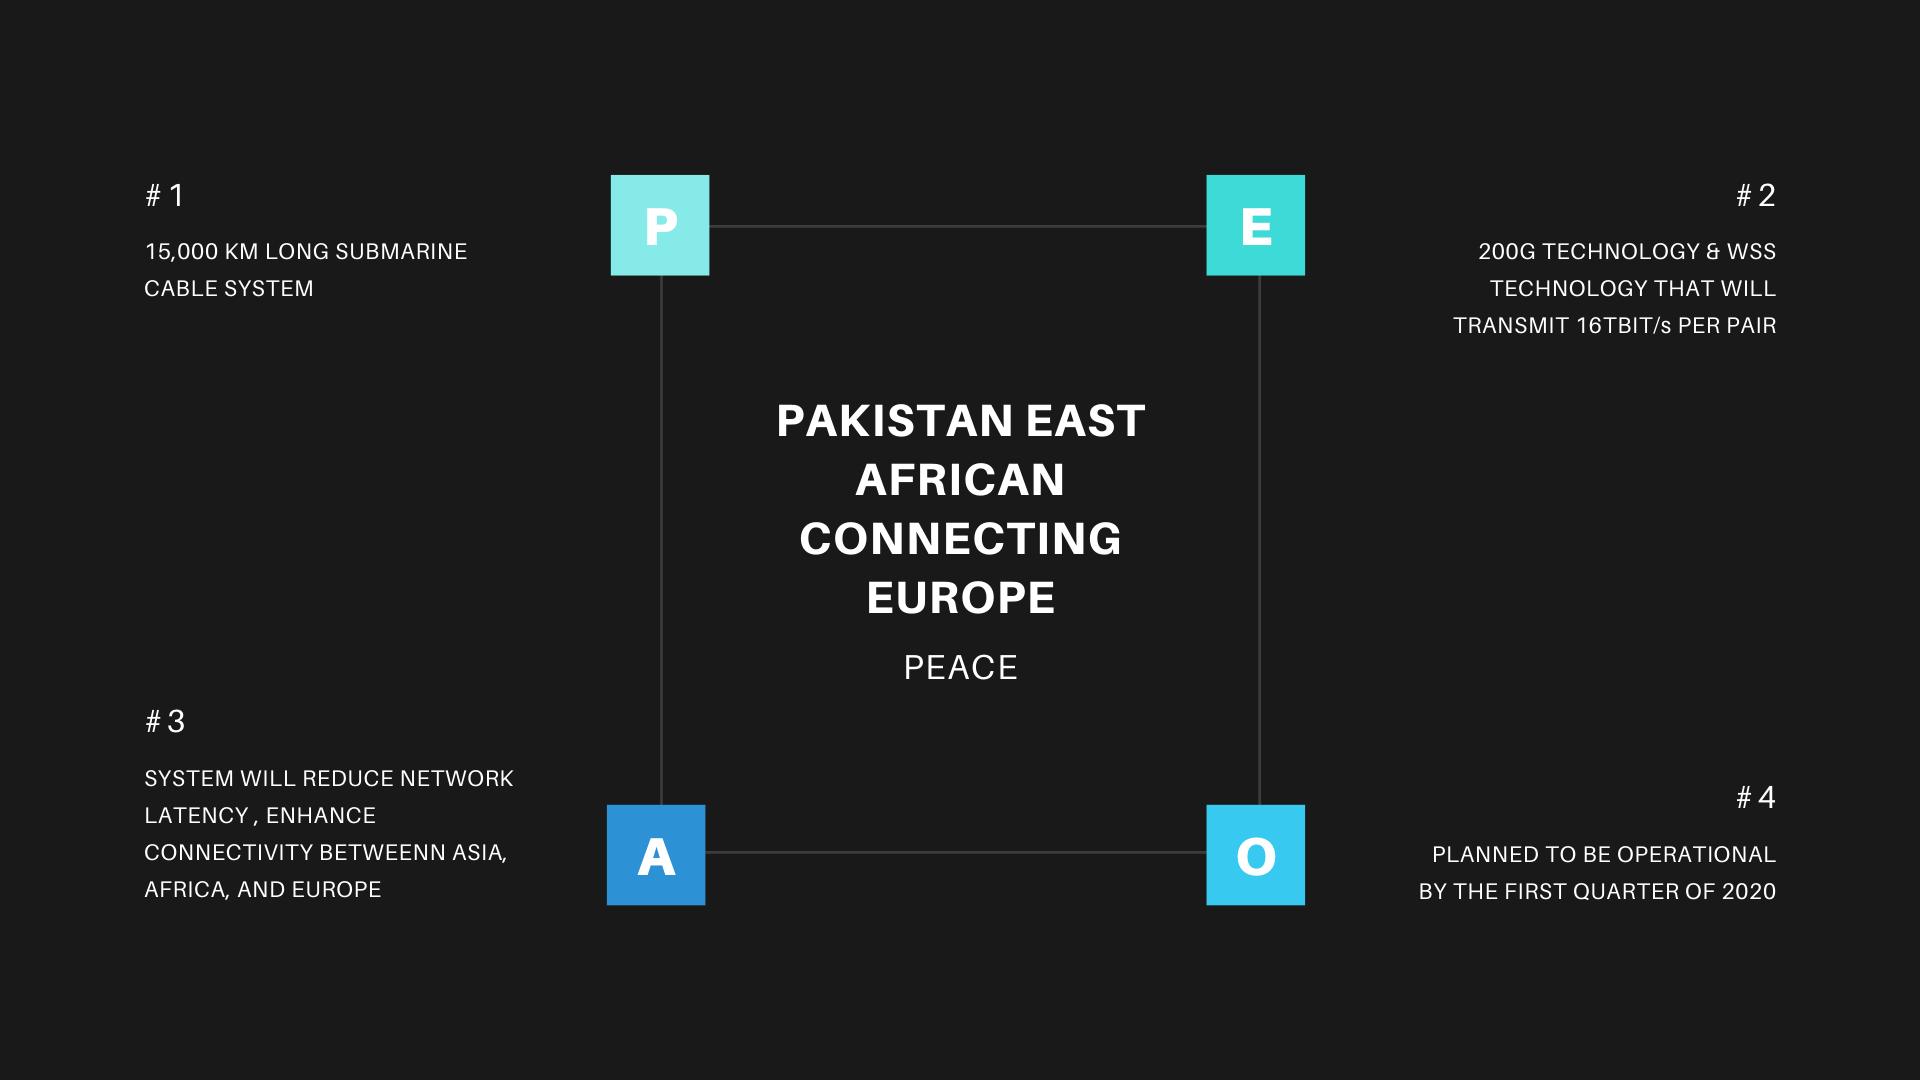 # 1
15,000 KM LONG SUBMARINE
CABLE SYSTEM
P
E
# 2
200G TECHNOLOGY & WSS
TECHNOLOGY THAT WILL
TRANSMIT 16TBIT/s PER PAIR
PAKISTAN EAST
AFRICAN
CONNECTING
EUROPE
PEACE
# 3
SYSTEM WILL REDUCE NETWORK
LATENCY , ENHANCE
CONNECTIVITY BETWEENN ASIA,
AFRICA, AND EUROPE
A
O
# 4
PLANNED TO BE OPERATIONAL
BY THE FIRST QUARTER OF 2020